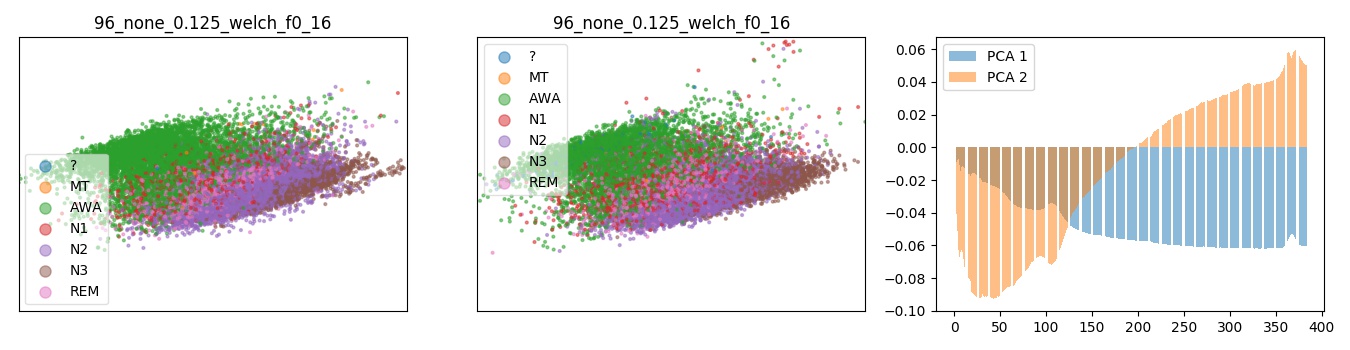 96_none_0.125_welch_f0_16
?
MT
AWA
N1
N2
N3
REM
96_none_0.125_welch_f0_16
?
MT
AWA
N1
N2
N3
REM
PCA 1
PCA 2
0.06
0.04
0.02
0.00
−0.02
−0.04
−0.06
−0.08
−0.10
0 50 100 150 200 250 300 350 400